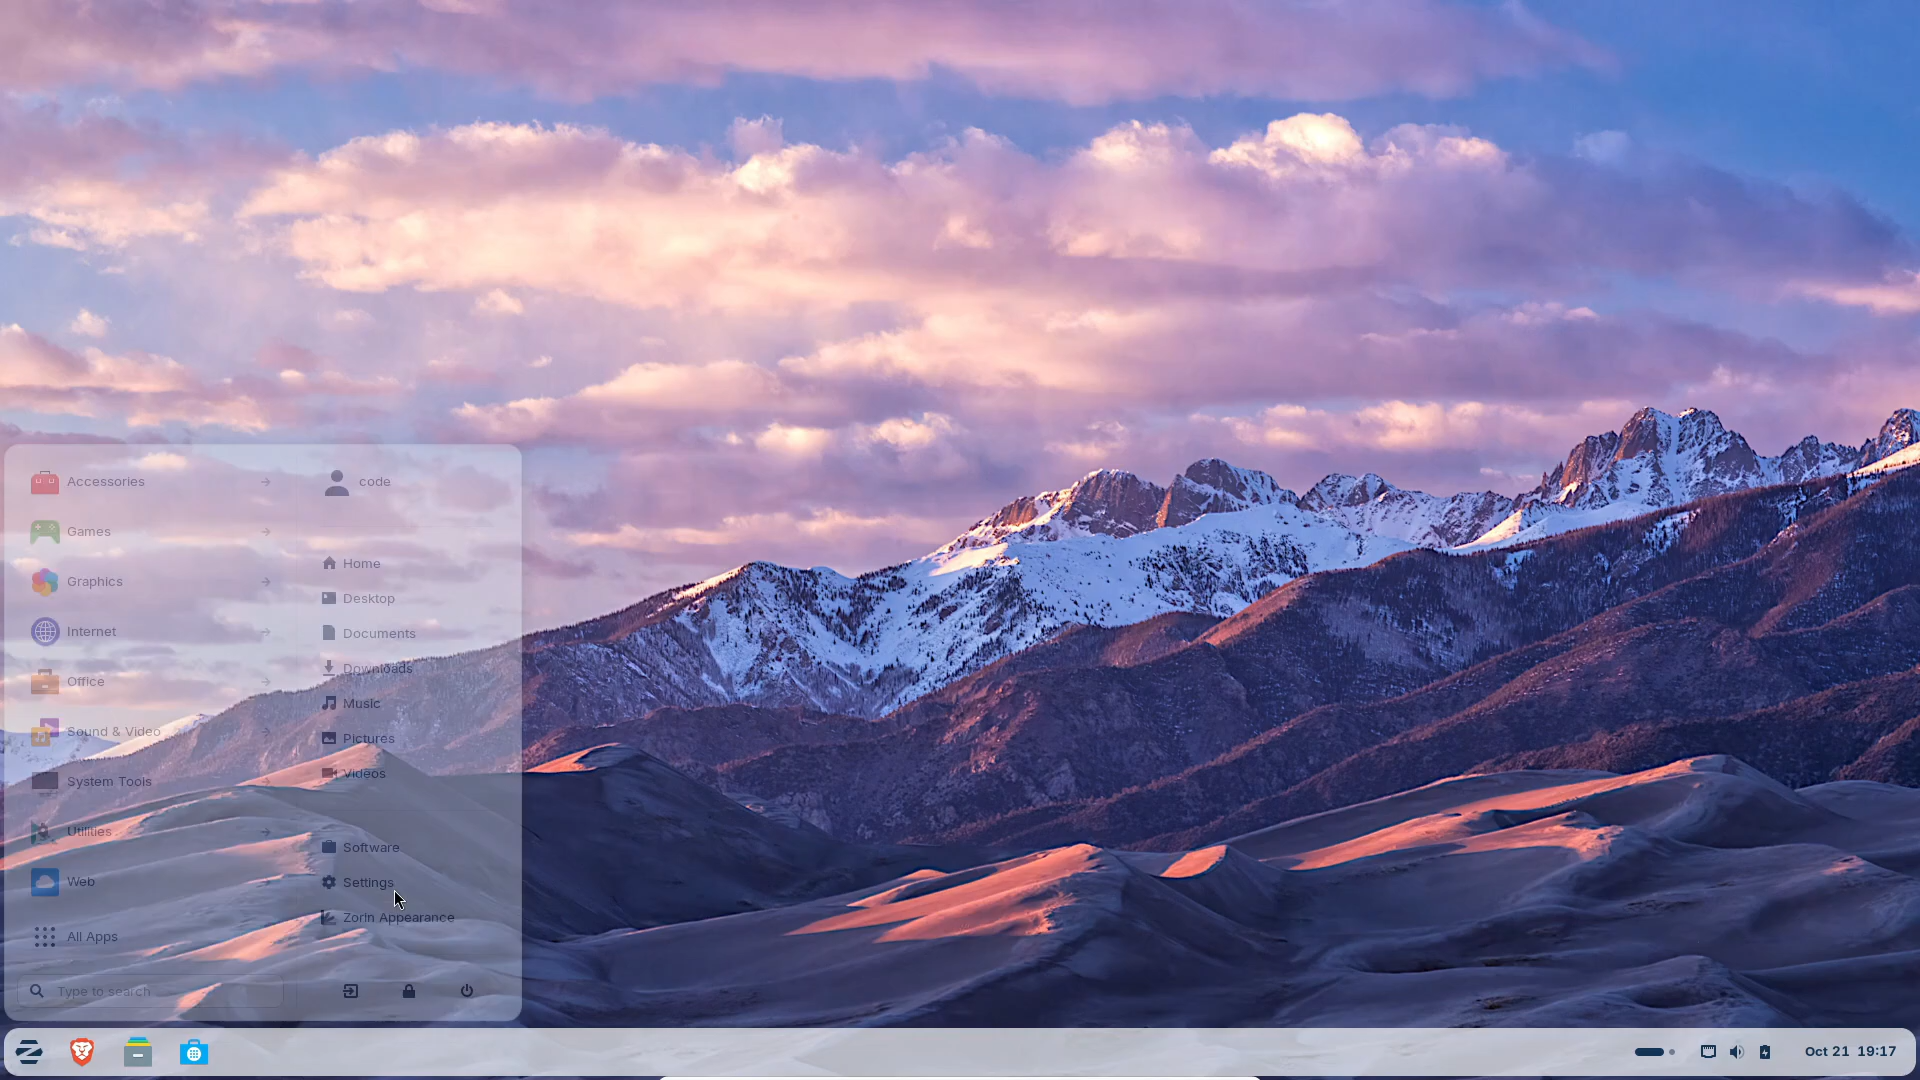 Accessories
Games
Graphics
Internet
Office
Sound & Video
System Tools
Utilities
Web
All Apps
Type to search
code
Home
Desktop
Documents
Downloads
Music
Pictures
Videos
Software
Settings
Zorin Appearance
Oct 21 19:17